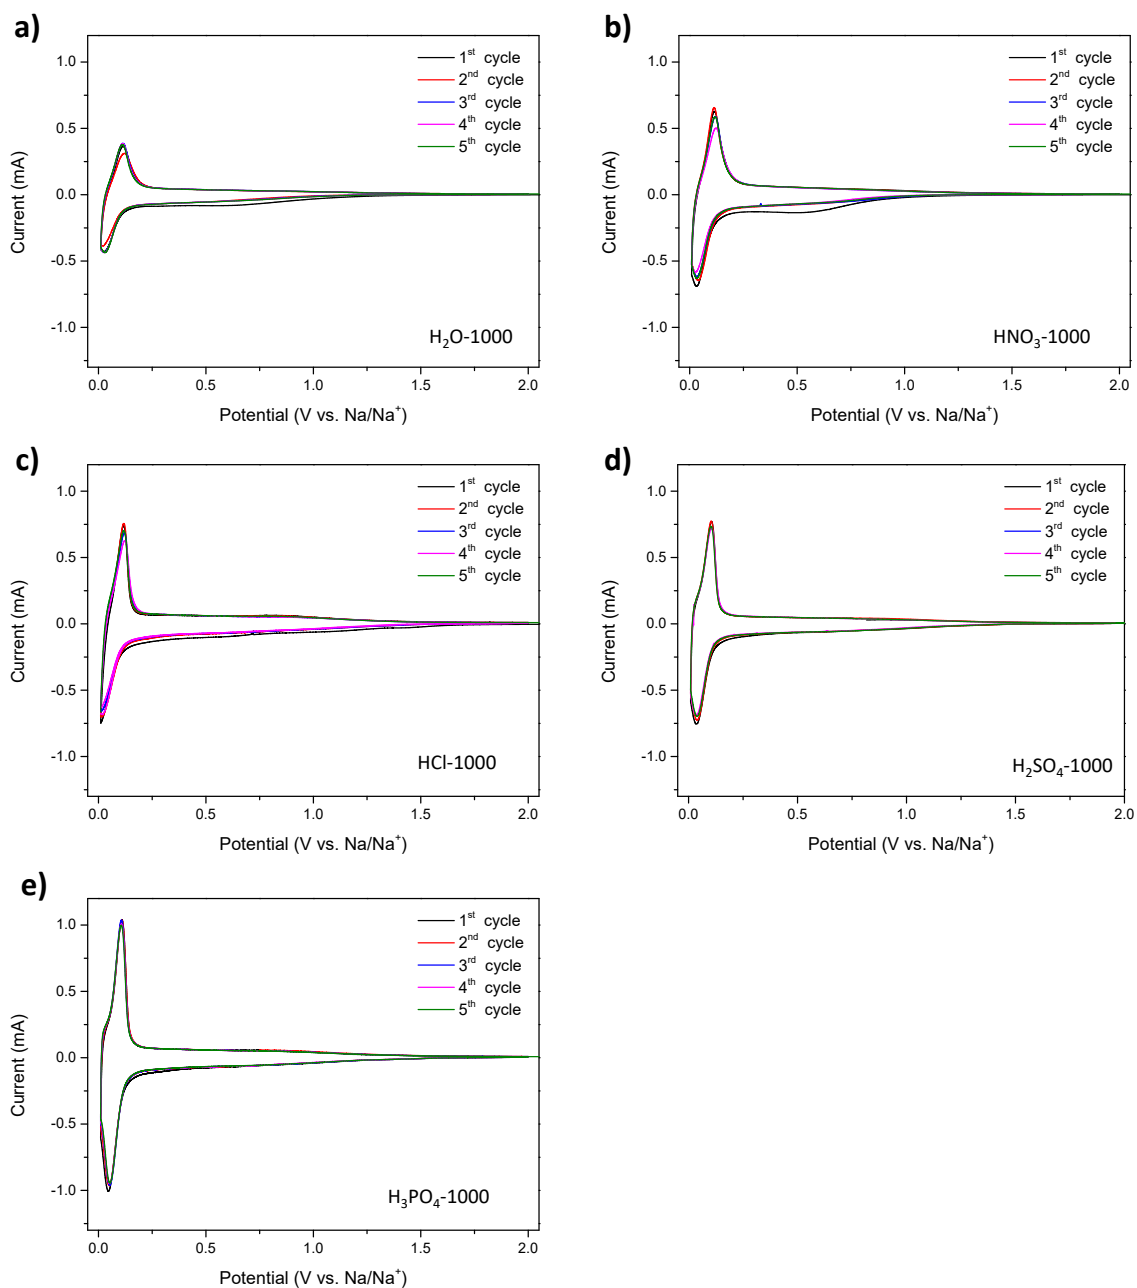 a)
1.0
0.5
0.0
-0.5
-1.0
Current (mA)
1st cycle
2nd cycle
3rd cycle
4th cycle
5th cycle
H2O-1000
0.0 0.5 1.0 1.5 2.0
Potential (V vs. Na/Na+)
b)
1.0
0.5
0.0
-0.5
-1.0
Current (mA)
1st cycle
2nd cycle
3rd cycle
4th cycle
5th cycle
HNO3-1000
0.0 0.5 1.0 1.5 2.0
Potential (V vs. Na/Na+)
c)
1.0
0.5
0.0
-0.5
-1.0
Current (mA)
1st cycle
2nd cycle
3rd cycle
4th cycle
5th cycle
HCl-1000
0.0 0.5 1.0 1.5 2.0
Potential (V vs. Na/Na+)
d)
1.0
0.5
0.0
-0.5
-1.0
Current (mA)
1st cycle
2nd cycle
3rd cycle
4th cycle
5th cycle
H2SO4-1000
0.0 0.5 1.0 1.5 2.0
Potential (V vs. Na/Na+)
e)
1.0
0.5
0.0
-0.5
-1.0
Current (mA)
1st cycle
2nd cycle
3rd cycle
4th cycle
5th cycle
H3PO4-1000
0.0 0.5 1.0 1.5 2.0
Potential (V vs. Na/Na+)